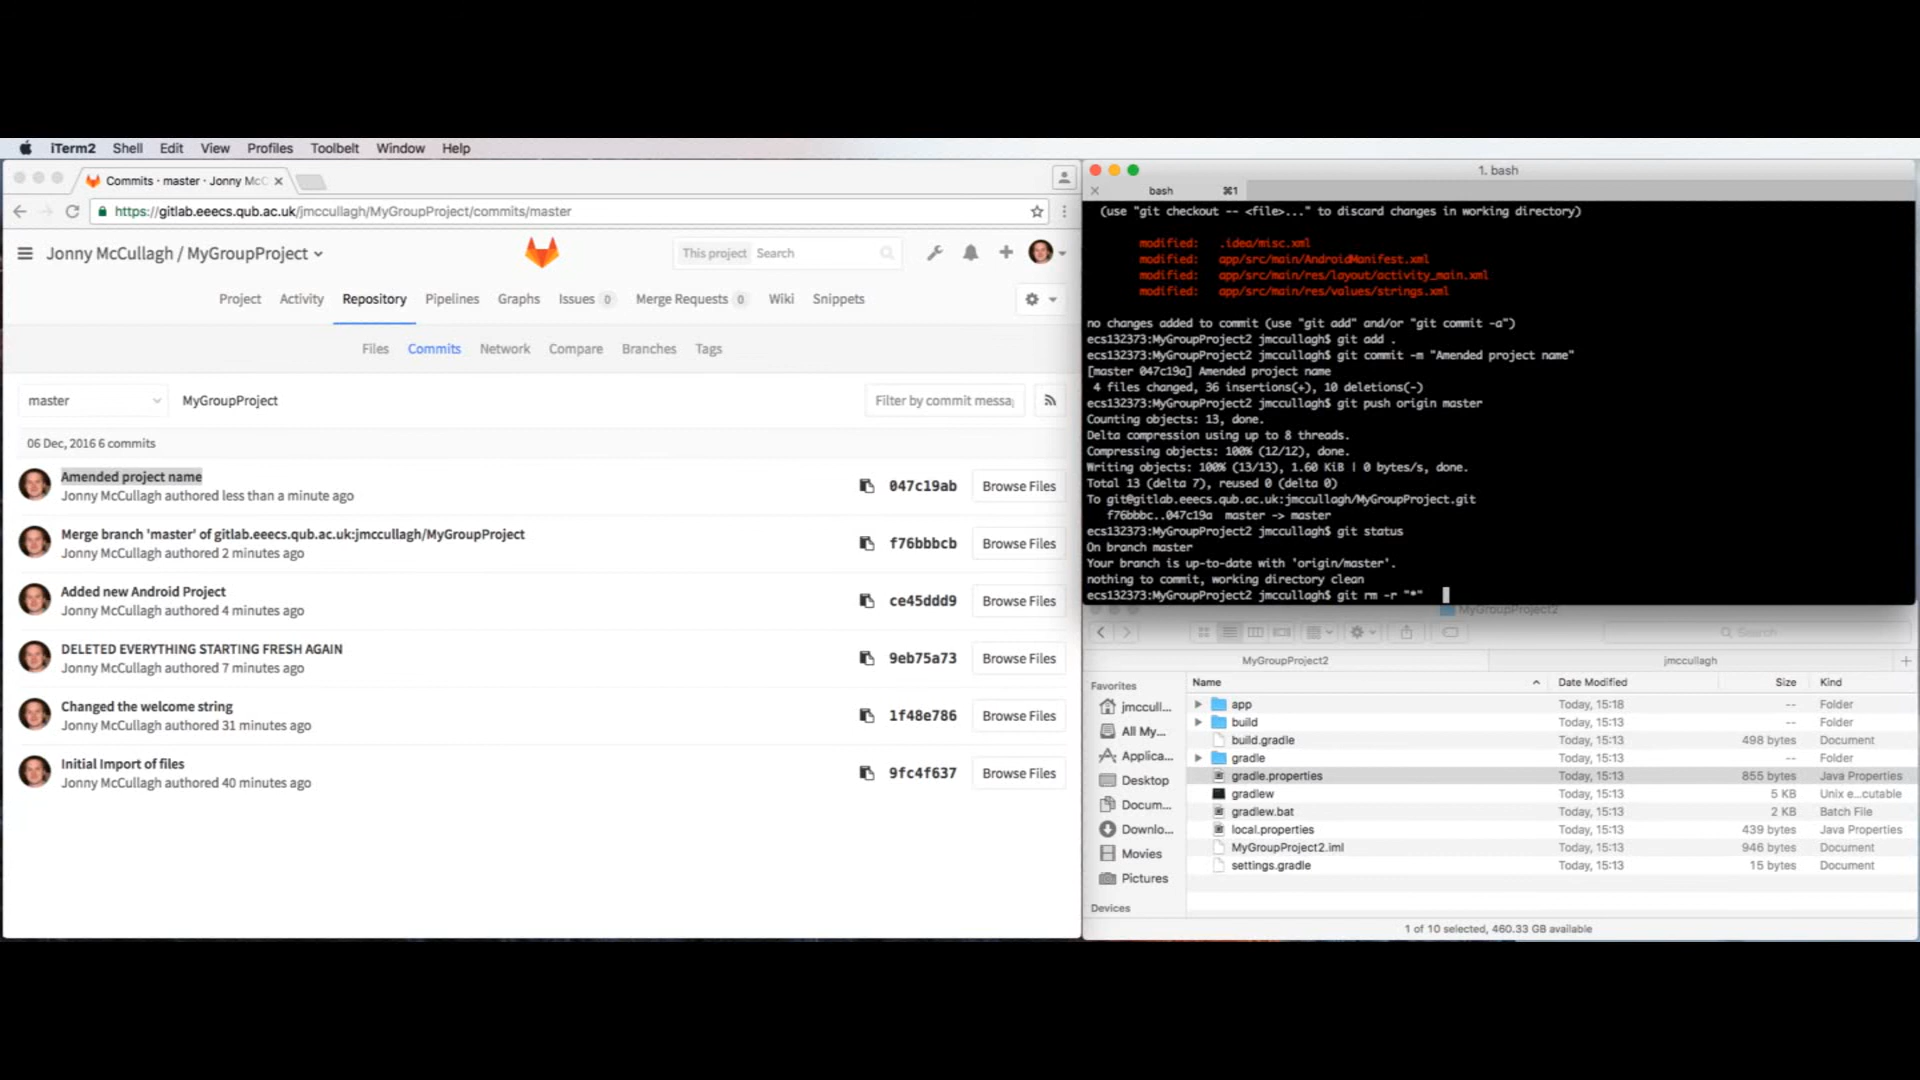 iTerm2 Shell Edit View Profiles Toolbelt Window Help
Commits · master · Jonny McC
https://gitlab.eeecs.qub.ac.uk/jmccullagh/MyGroupProject/commits/master
Jonny McCullagh / MyGroupProject
This project Search
Project Activity Repository Pipelines Graphs Issues 0 Merge Requests 0 Wiki Snippets
Files Commits Network Compare Branches Tags
master MyGroupProject Filter by commit messa
06 Dec, 2016 6 commits
Amended project name
Jonny McCullagh authored less than a minute ago
047c19ab Browse Files
Merge branch 'master' of gitlab.eeecs.qub.ac.uk:jmccullagh/MyGroupProject
Jonny McCullagh authored 2 minutes ago
f76bbbcb Browse Files
Added new Android Project
Jonny McCullagh authored 4 minutes ago
ce45ddd9 Browse Files
DELETED EVERYTHING STARTING FRESH AGAIN
Jonny McCullagh authored 7 minutes ago
9eb75a73 Browse Files
Changed the welcome string
Jonny McCullagh authored 31 minutes ago
1f48e786 Browse Files
Initial Import of files
Jonny McCullagh authored 40 minutes ago
9fc4f637 Browse Files
1. bash
bash ⌘1
(use "git checkout -- <file>..." to discard changes in working directory)
modified: .idea/misc.xml
modified: app/src/main/AndroidManifest.xml
modified: app/src/main/res/layout/activity_main.xml
modified: app/src/main/res/values/strings.xml
no changes added to commit (use "git add" and/or "git commit -a")
ecs132373:MyGroupProject2 jmccullagh$ git add .
ecs132373:MyGroupProject2 jmccullagh$ git commit -m "Amended project name"
[master 047c19a] Amended project name
4 files changed, 36 insertions(+), 10 deletions(-)
ecs132373:MyGroupProject2 jmccullagh$ git push origin master
Counting objects: 13, done.
Delta compression using up to 8 threads.
Compressing objects: 100% (12/12), done.
Writing objects: 100% (13/13), 1.60 KiB | 0 bytes/s, done.
Total 13 (delta 7), reused 0 (delta 0)
To git@gitlab.eeecs.qub.ac.uk:jmccullagh/MyGroupProject.git
f76bbbc..047c19a master -> master
ecs132373:MyGroupProject2 jmccullagh$ git status
On branch master
Your branch is up-to-date with 'origin/master'.
nothing to commit, working directory clean
ecs132373:MyGroupProject2 jmccullagh$ git rm -r "*"
MyGroupProject2
Search
MyGroupProject2 jmccullagh
Favorites
jmccull...
All My...
Applica...
Desktop
Docum...
Downlo...
Movies
Pictures
Devices
Name Date Modified Size Kind
app Today, 15:18 -- Folder
build Today, 15:13 -- Folder
build.gradle Today, 15:13 498 bytes Document
gradle Today, 15:13 -- Folder
gradle.properties Today, 15:13 855 bytes Java Properties
gradlew Today, 15:13 5 KB Unix e...cutable
gradlew.bat Today, 15:13 2 KB Batch File
local.properties Today, 15:13 439 bytes Java Properties
MyGroupProject2.iml Today, 15:13 946 bytes Document
settings.gradle Today, 15:13 15 bytes Document
1 of 10 selected, 460.33 GB available